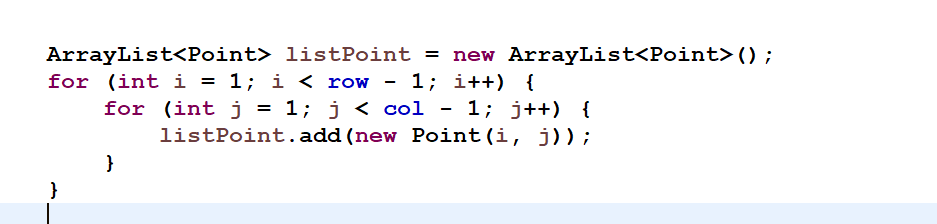 ArrayList<Point> listPoint = new ArrayList<Point>();
for (int i = 1; i < row - 1; i++) {
    for (int j = 1; j < col - 1; j++) {
        listPoint.add(new Point(i, j));
    }
}